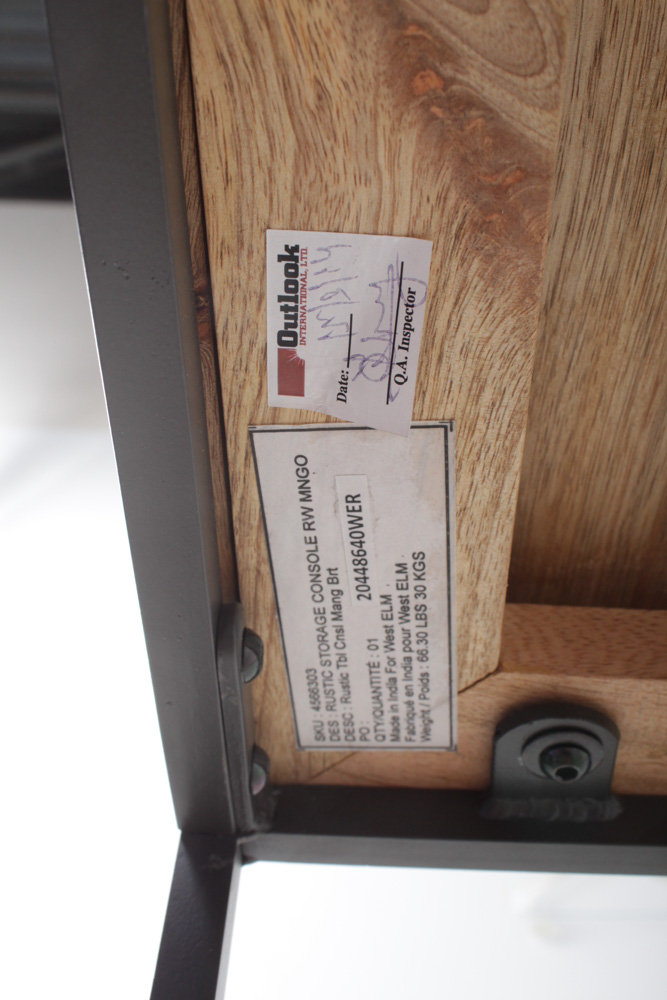 Outlook
INTERNATIONAL, LTD.
Date:
Q.A. Inspector
SKU : 4566303
DES : RUSTIC STORAGE CONSOLE RW MNGO
DESC : Rustic Tbl Cnsl Mang Brt
PO : 20448640WER
QTY/QUANTITÉ : 01
Made in India For West ELM .
Fabriqué en India pour West ELM .
Weight / Poids : 66.30 LBS 30 KGS